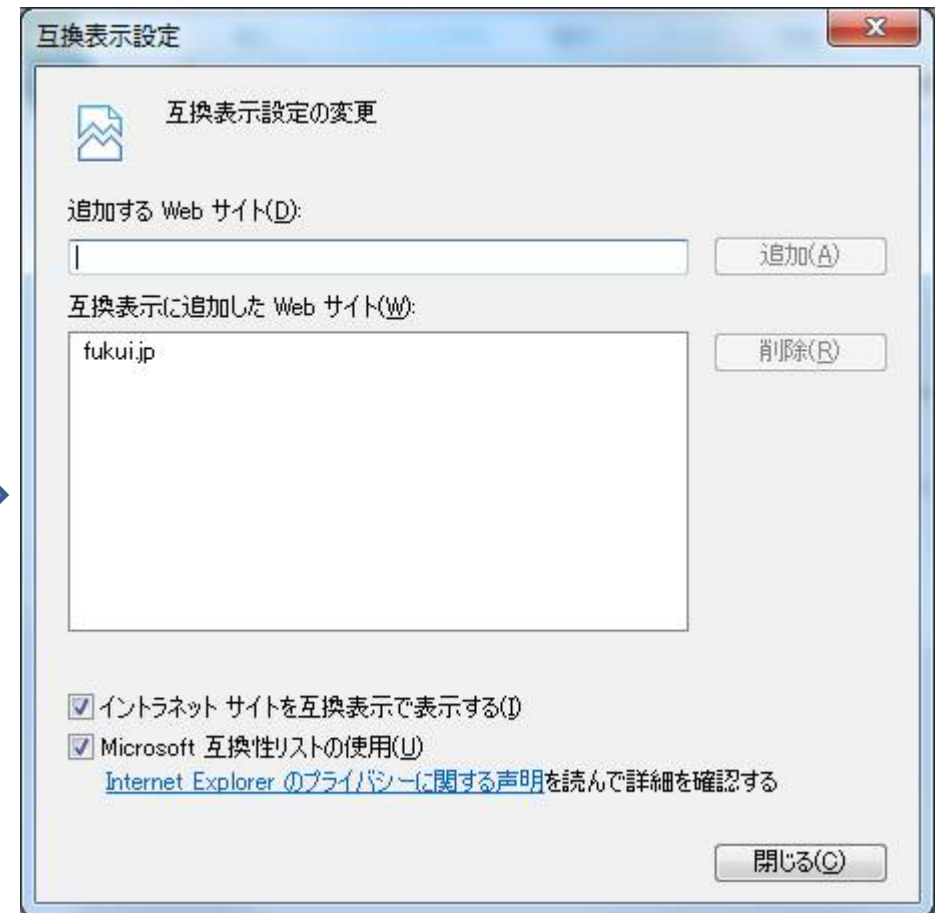 互換表示設定
互換表示設定の変更
追加する Web サイト(D):
追加(A)
互換表示に追加した Web サイト(W):
fukui.jp
削除(R)
イントラネット サイトを互換表示で表示する(I)
Microsoft 互換性リストの使用(U)
Internet Explorer のプライバシーに関する声明を読んで詳細を確認する
閉じる(C)